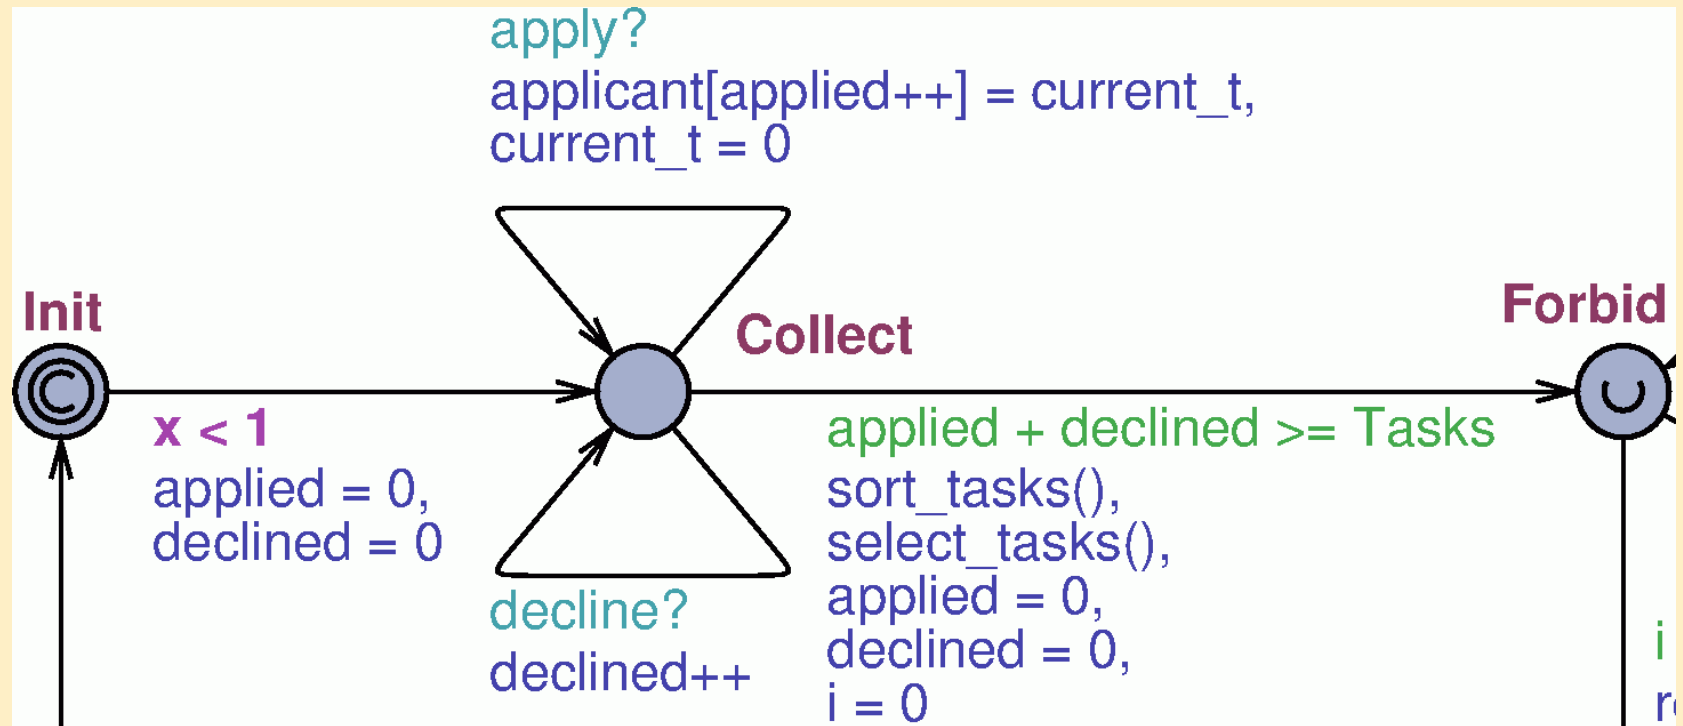 apply?
applicant[applied++] = current_t,
current_t = 0
Init
Collect
Forbid
x < 1
applied = 0,
declined = 0
applied + declined >= Tasks
sort_tasks(),
select_tasks(),
applied = 0,
declined = 0,
i = 0
decline?
declined++
i